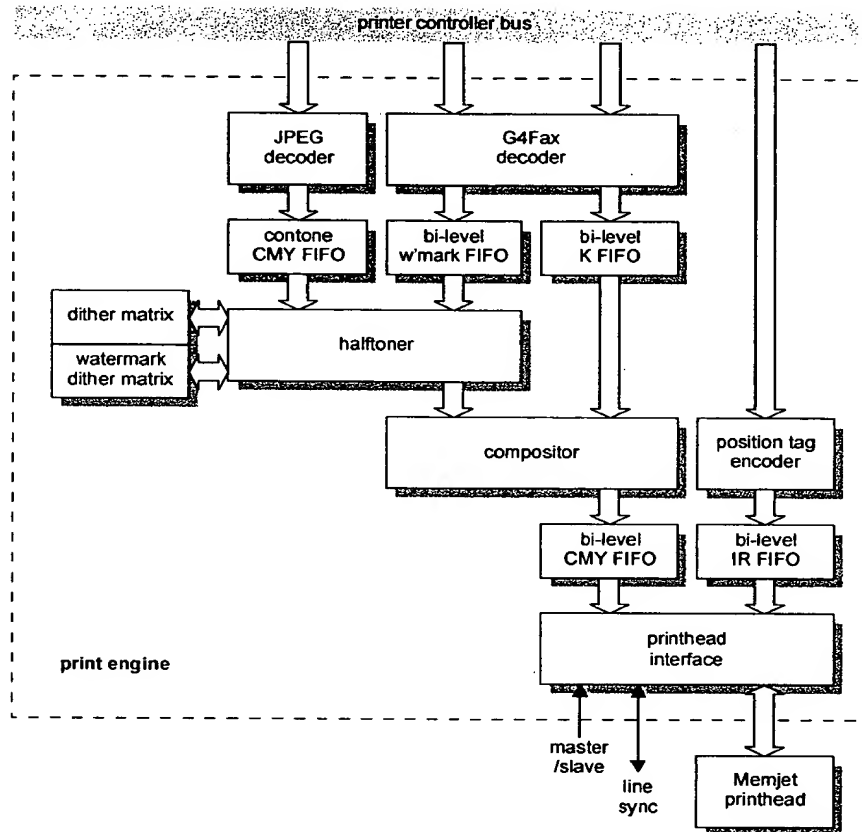 printer controller bus
JPEG
decoder
G4Fax
decoder
contone
CMY FIFO
bi-level
w'mark FIFO
bi-level
K FIFO
dither matrix
watermark
dither matrix
halftoner
compositor
position tag
encoder
bi-level
CMY FIFO
bi-level
IR FIFO
printhead
interface
print engine
master
/slave
line
sync
Memjet
printhead